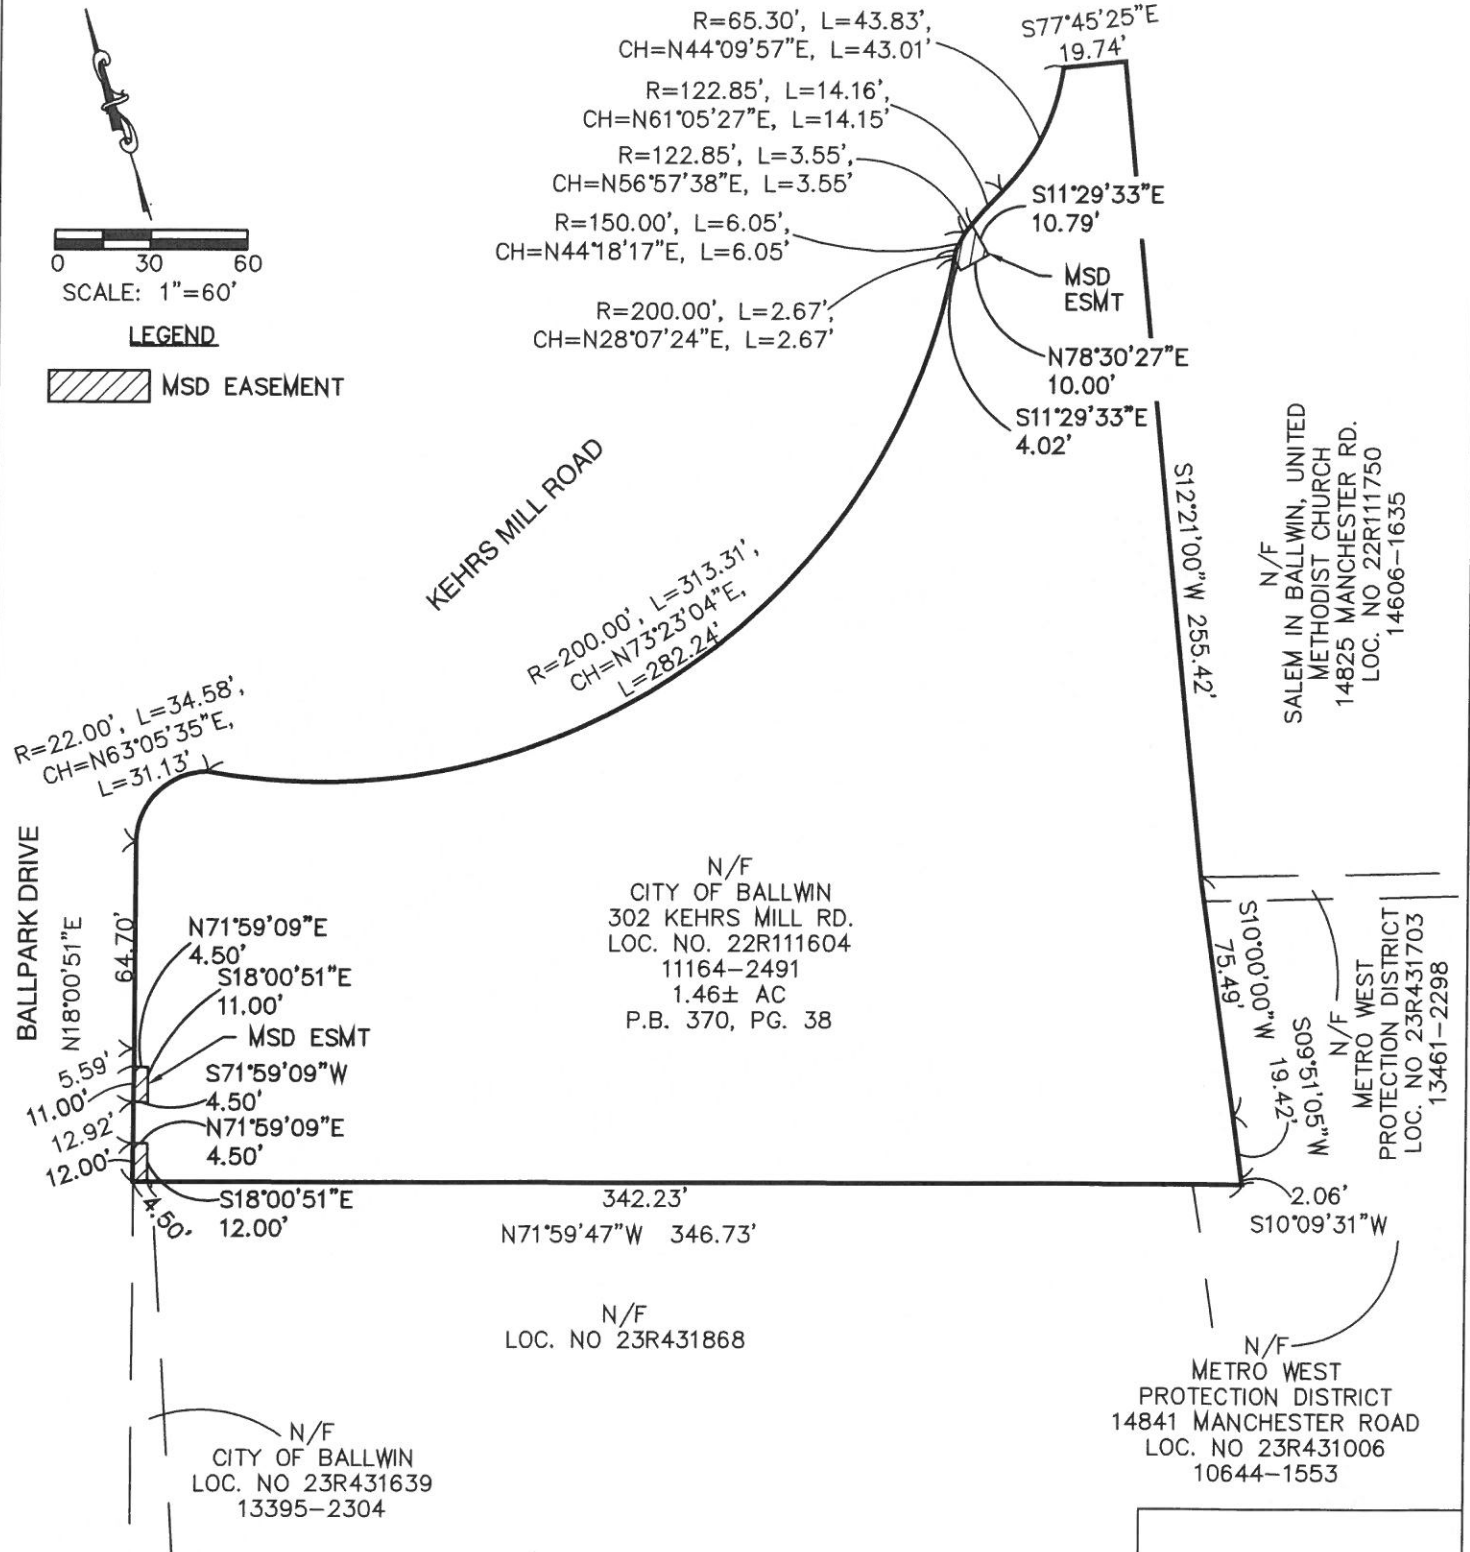 R=65.30', L=43.83',
CH=N44°09'57"E, L=43.01'
S77°45'25"E
19.74'
R=122.85', L=14.16',
CH=N61°05'27"E, L=14.15'
R=122.85', L=3.55',
CH=N56°57'38"E, L=3.55'
R=150.00', L=6.05',
CH=N44°18'17"E, L=6.05'
R=200.00', L=2.67',
CH=N28°07'24"E, L=2.67'
S11°29'33"E
10.79'
MSD
ESMT
N78°30'27"E
10.00'
S11°29'33"E
4.02'
0 30 60
SCALE: 1"=60'
LEGEND
MSD EASEMENT
KEHRS MILL ROAD
R=200.00', L=313.31',
CH=N73°23'04"E,
L=282.24'
R=22.00', L=34.58',
CH=N63°05'35"E,
L=31.13'
S12°21'00"W 255.42'
N/F
SALEM IN BALLWIN, UNITED
METHODIST CHURCH
14825 MANCHESTER RD.
LOC. NO 22R111750
14606-1635
BALLPARK DRIVE
N18°00'51"E
64.70'
N71°59'09"E
4.50'
S18°00'51"E
11.00'
MSD ESMT
S71°59'09"W
4.50'
N71°59'09"E
4.50'
S18°00'51"E
12.00'
5.59'
11.00'
12.92'
12.00'
4.50'
N/F
CITY OF BALLWIN
302 KEHRS MILL RD.
LOC. NO. 22R111604
11164-2491
1.46± AC
P.B. 370, PG. 38
S10°00'00"W
75.49'
S09°51'05"W
19.42'
N/F
METRO WEST
PROTECTION DISTRICT
LOC. NO 23R431703
13461-2298
342.23'
N71°59'47"W 346.73'
2.06'
S10°09'31"W
N/F
LOC. NO 23R431868
N/F
METRO WEST
PROTECTION DISTRICT
14841 MANCHESTER ROAD
LOC. NO 23R431006
10644-1553
N/F
CITY OF BALLWIN
LOC. NO 23R431639
13395-2304